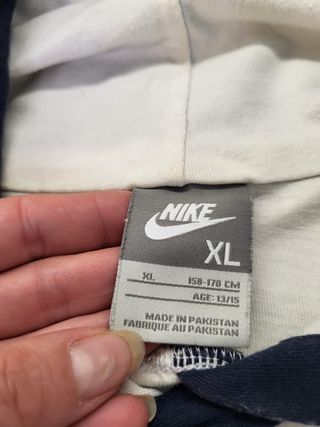 NIKE
XL
XL 158-170 CM
AGE: 13/15
MADE IN PAKISTAN
FABRIQUE AU PAKISTAN